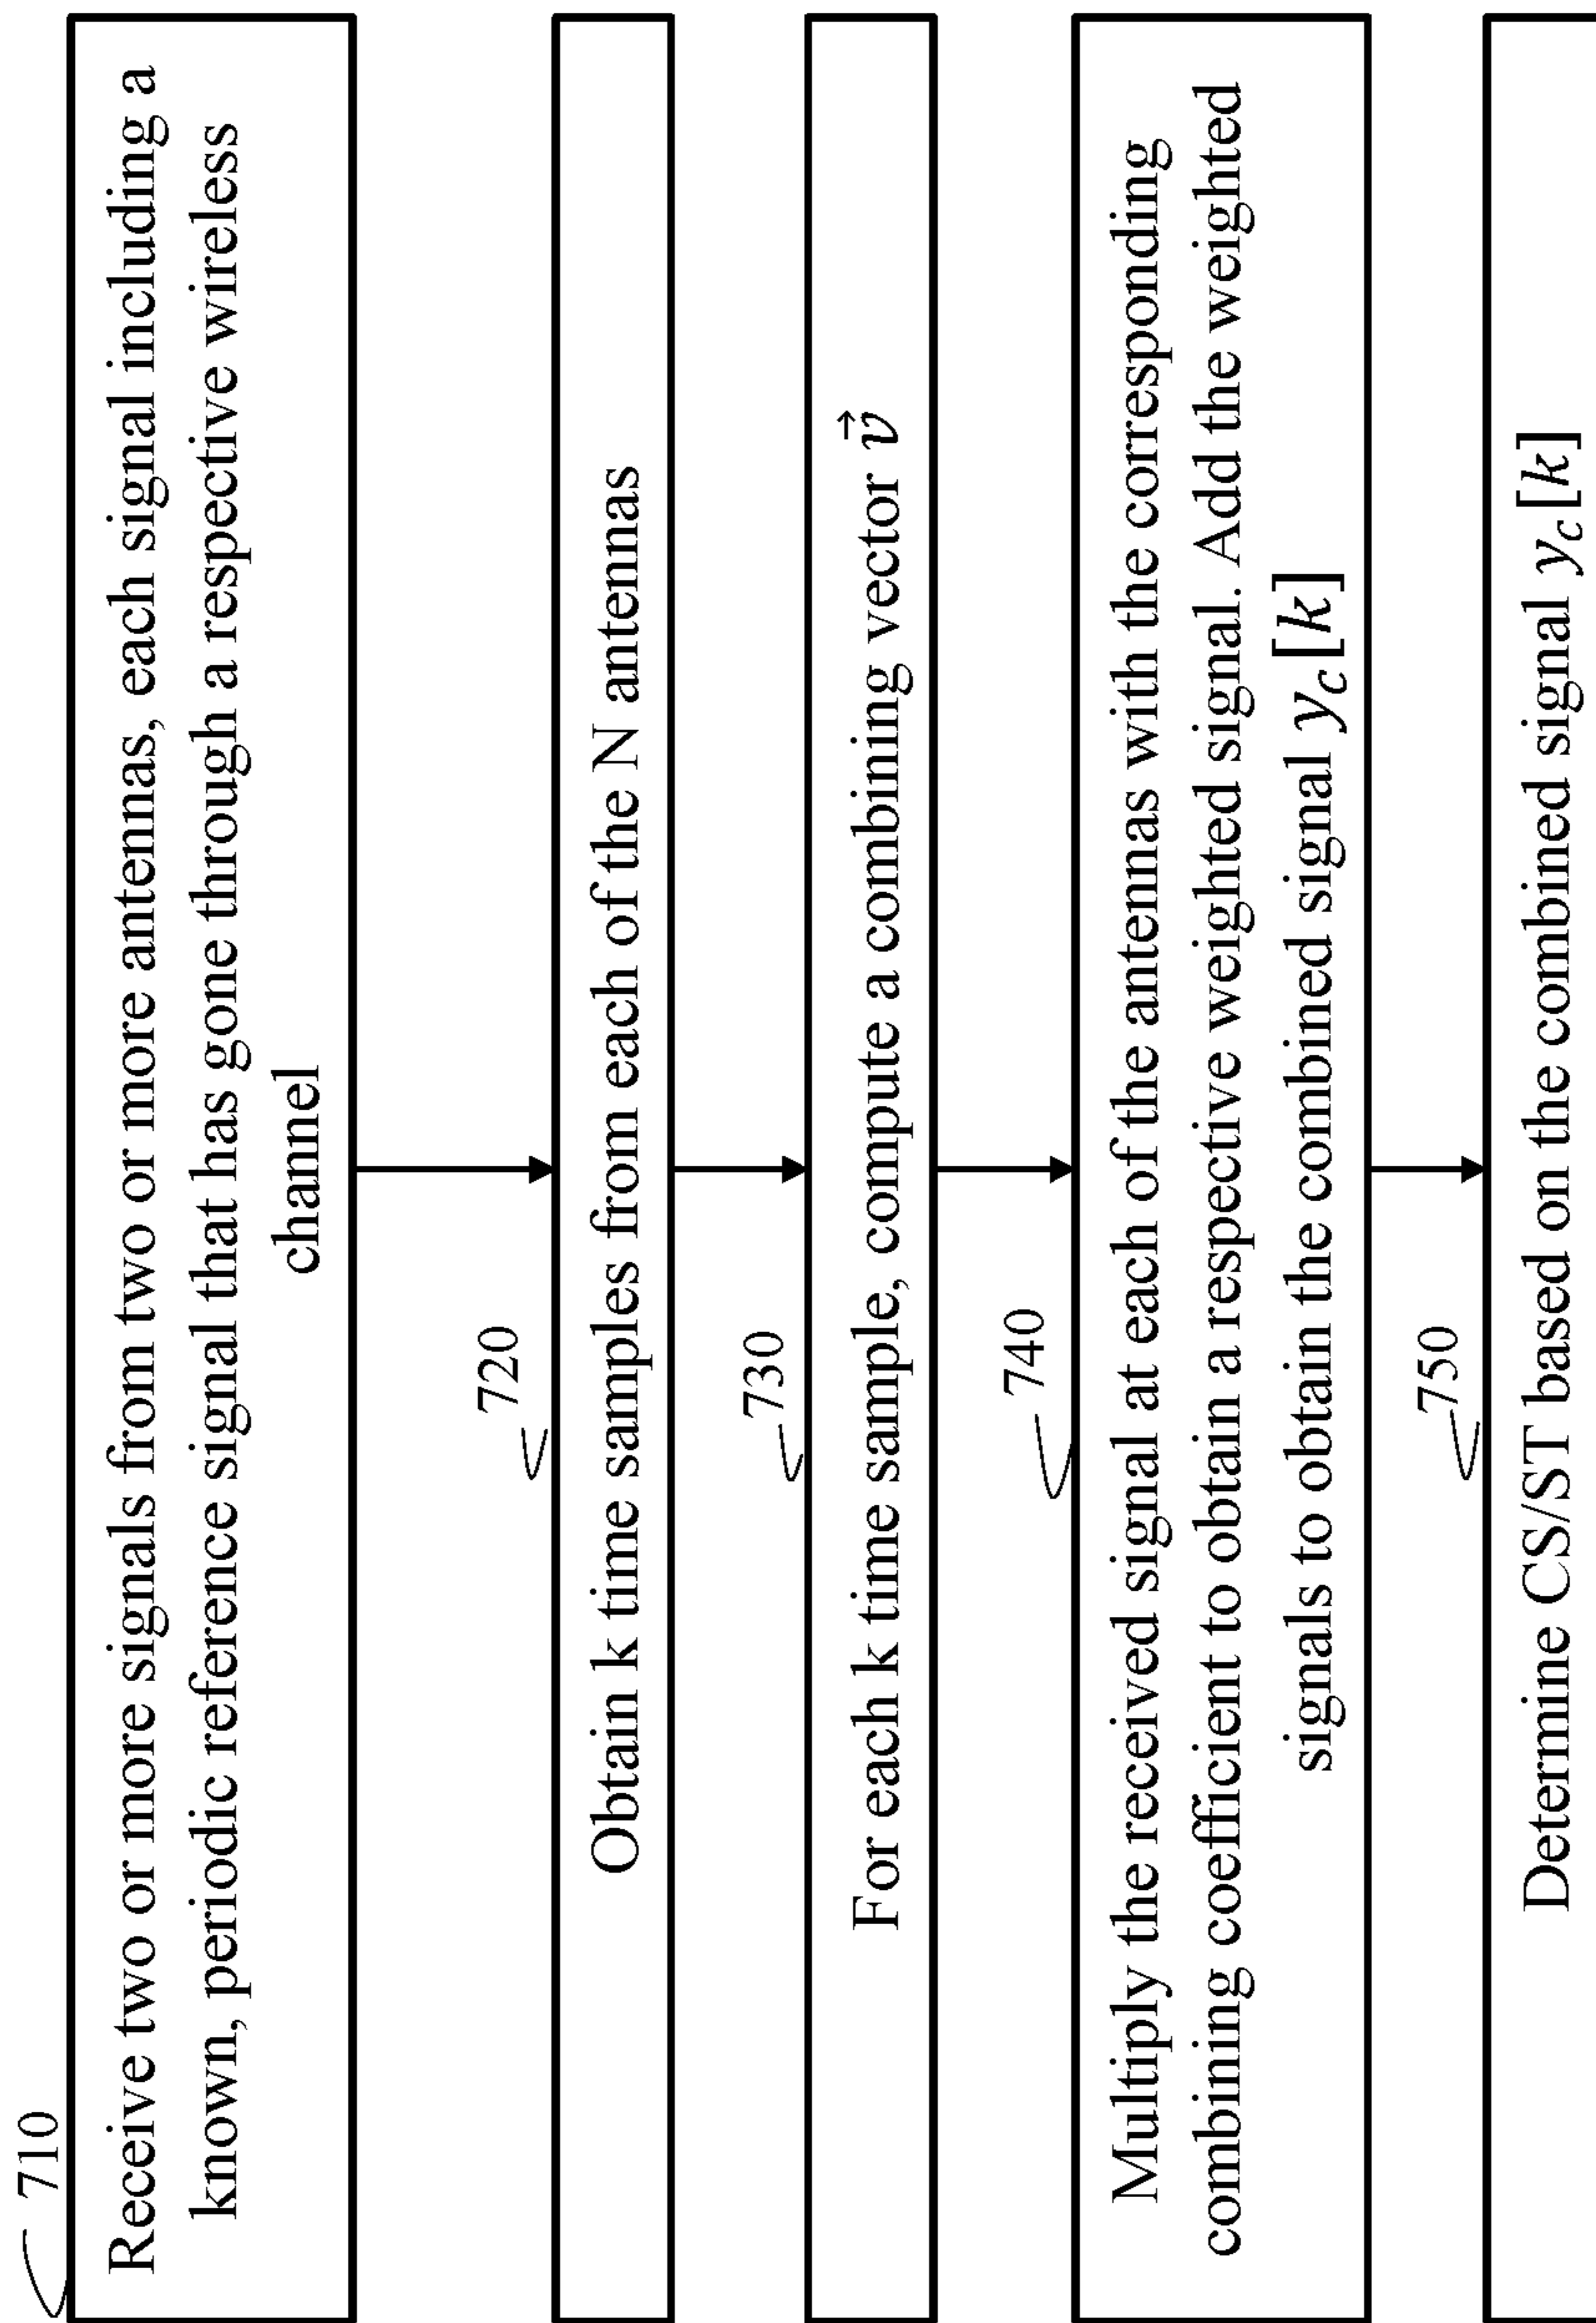 710
Receive two or more signals from two or more antennas, each signal including a
known, periodic reference signal that has gone through a respective wireless
channel
720
Obtain k time samples from each of the N antennas
730
For each k time sample, compute a combining vector $\vec{v}$
740
Multiply the received signal at each of the antennas with the corresponding
combining coefficient to obtain a respective weighted signal. Add the weighted
signals to obtain the combined signal $y_c[k]$
750
Determine CS/ST based on the combined signal $y_c[k]$